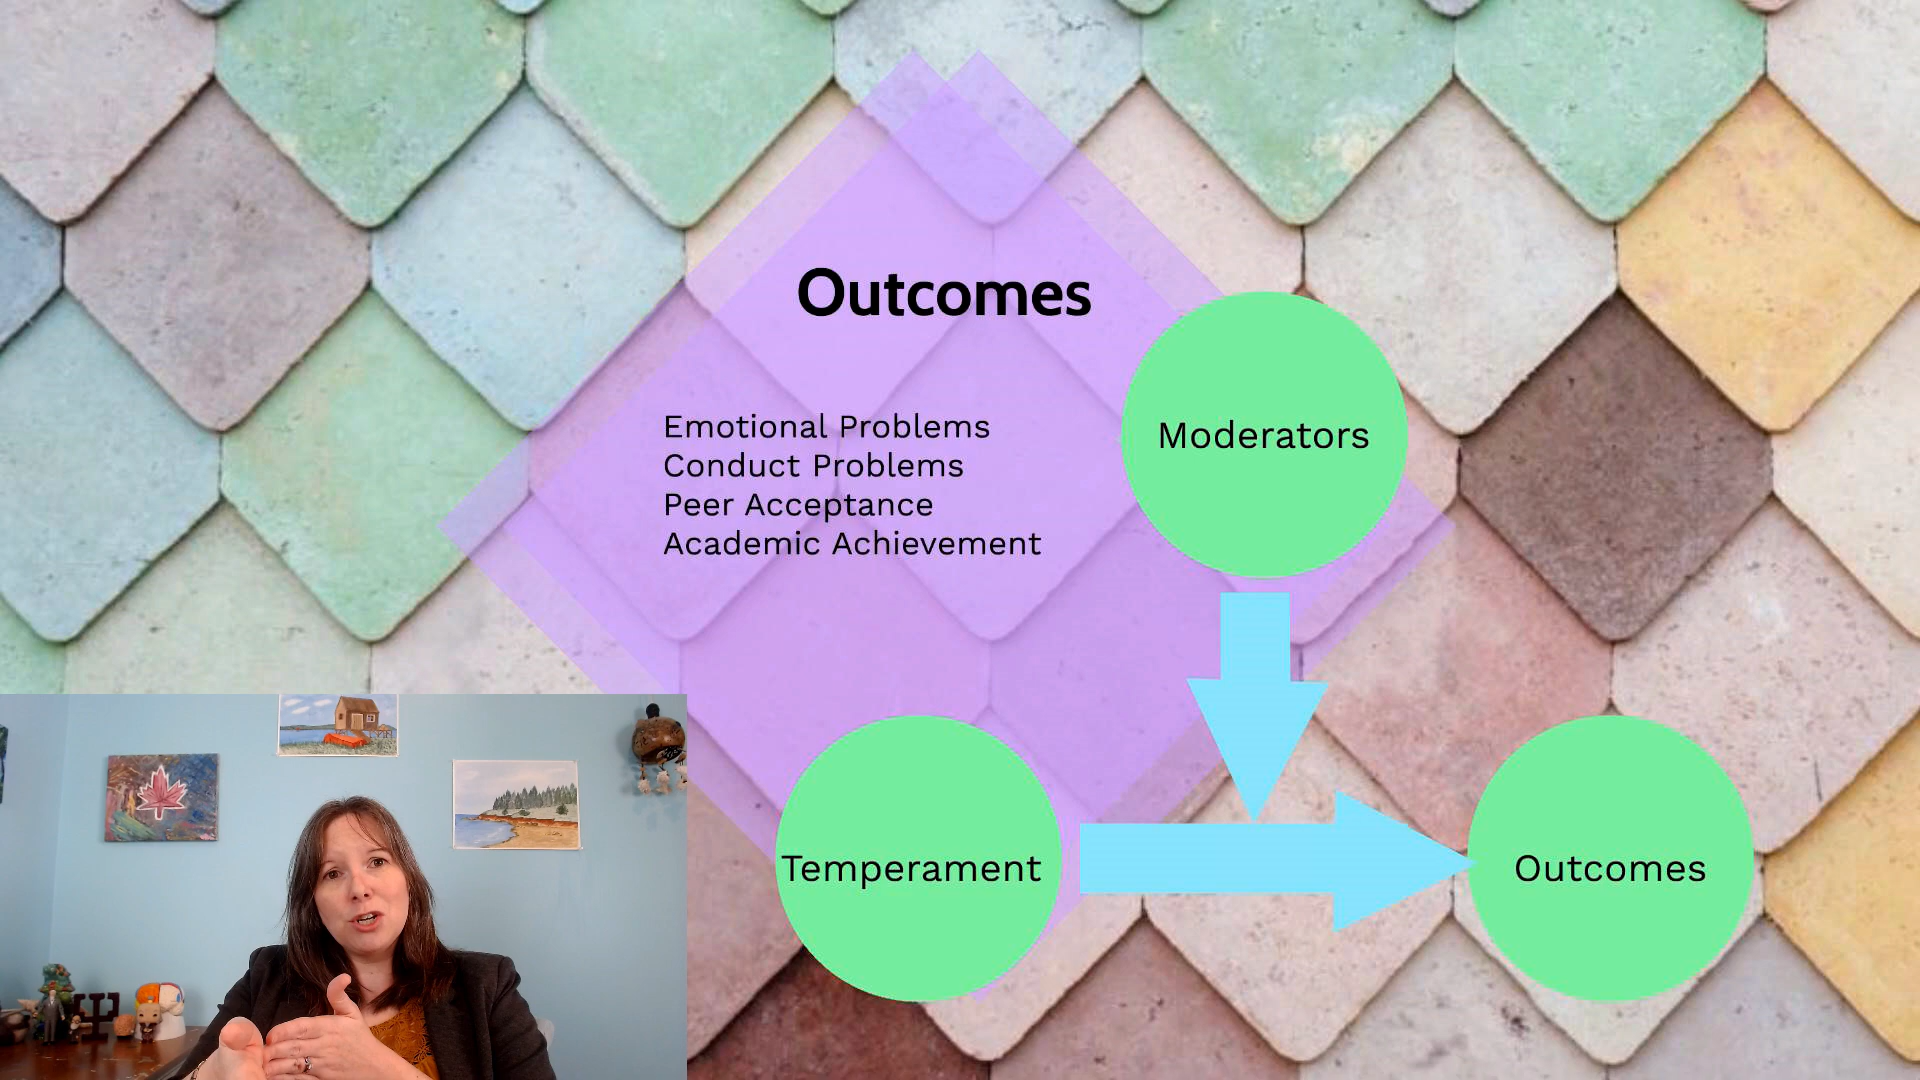 Outcomes
Emotional Problems
Conduct Problems
Peer Acceptance
Academic Achievement
Moderators
Temperament
Outcomes